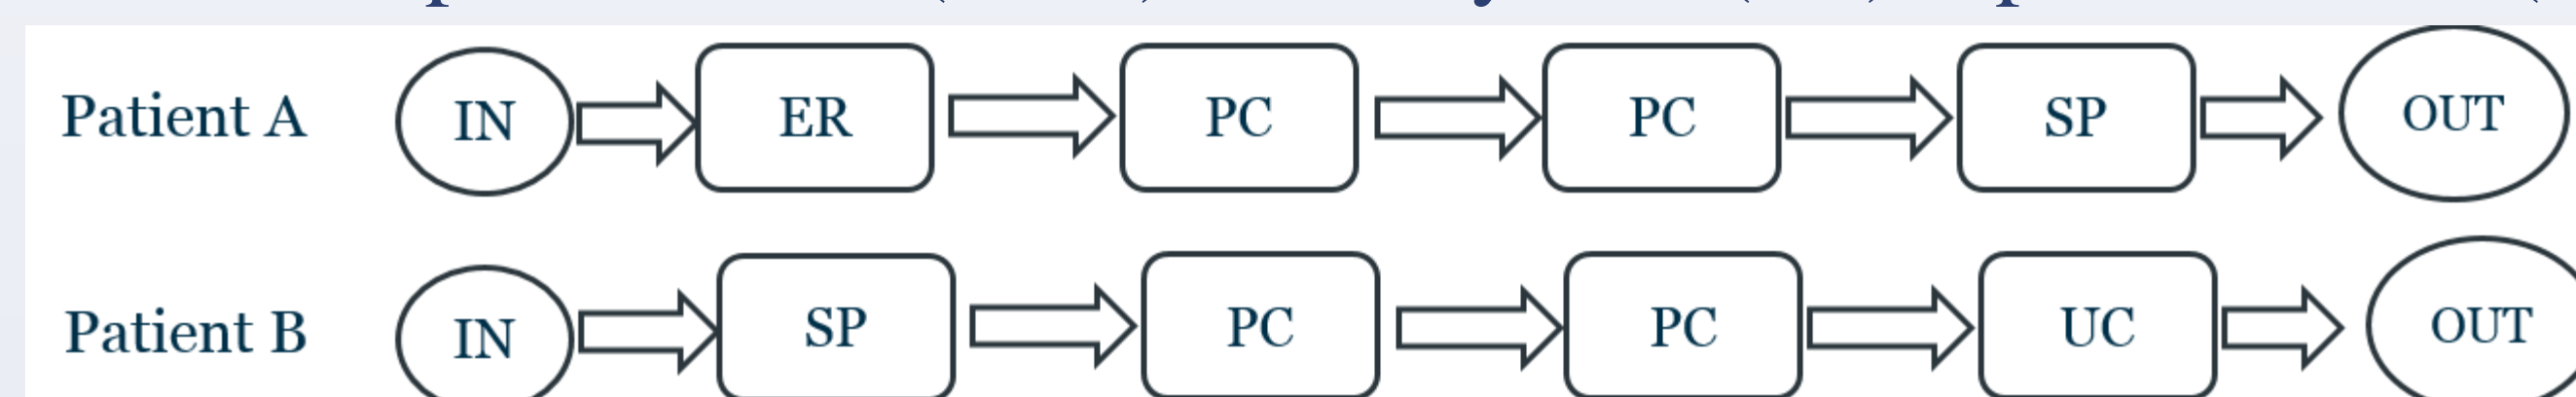 Patient A IN ER PC PC SP OUT
Patient B IN SP PC PC UC OUT